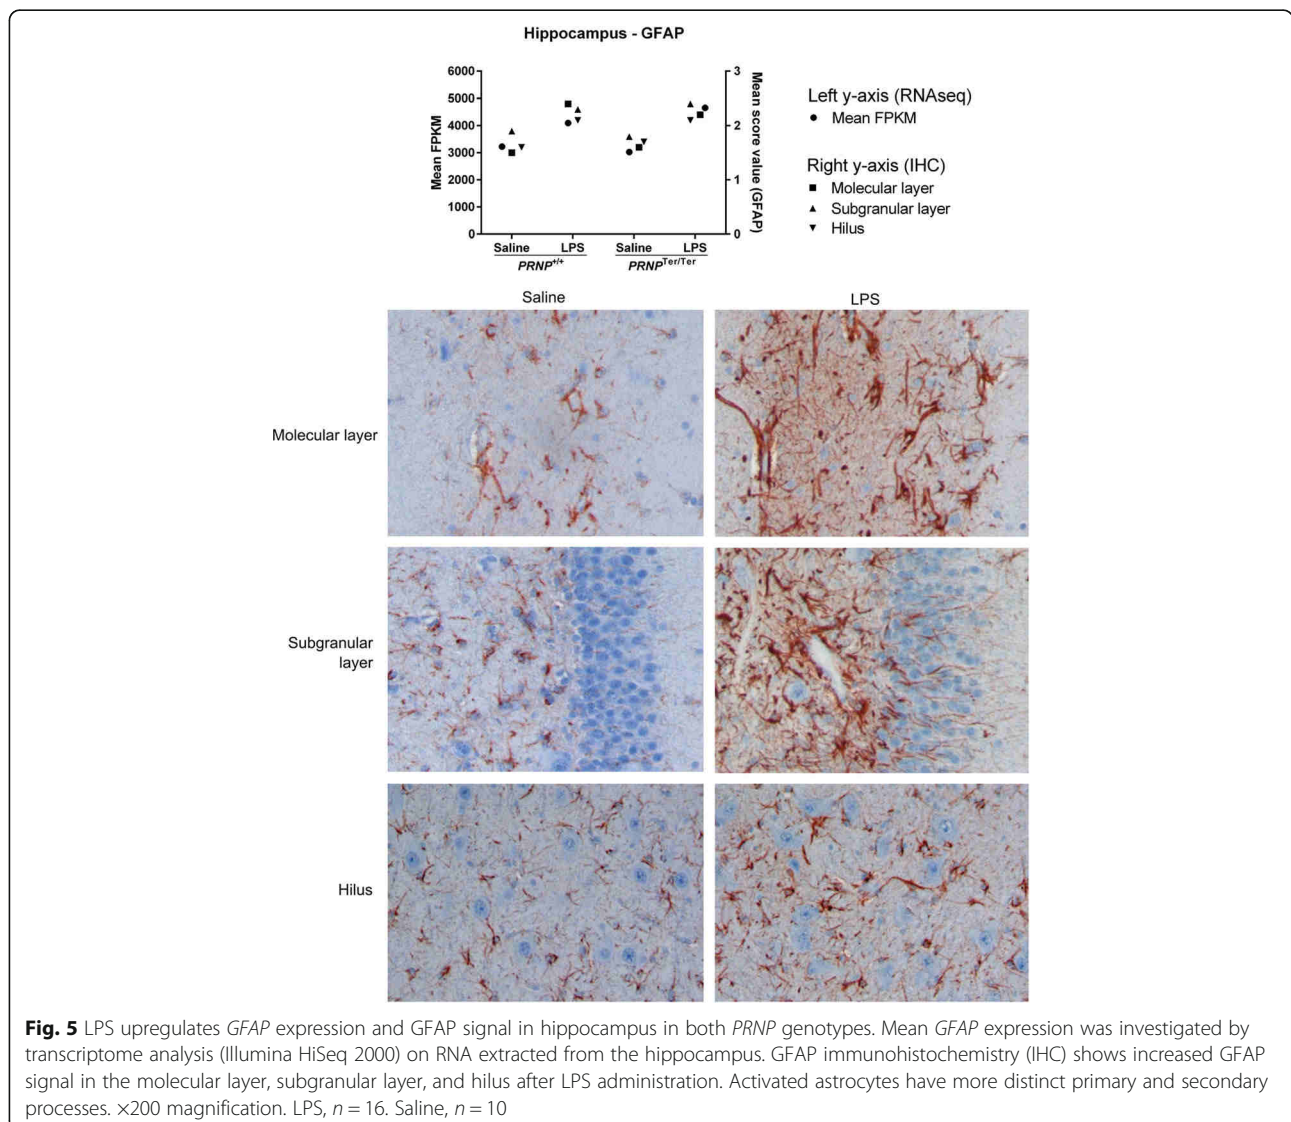 Hippocampus - GFAP
6000
5000
4000
3000
2000
1000
0
Mean FPKM
3
2
1
0
Mean score value (GFAP)
Saline LPS Saline LPS
PRNP+/+ PRNPTer/Ter
Left y-axis (RNAseq)
Mean FPKM
Right y-axis (IHC)
Molecular layer
Subgranular layer
Hilus
Saline LPS
Molecular layer
Subgranular
layer
Hilus
Fig. 5 LPS upregulates GFAP expression and GFAP signal in hippocampus in both PRNP genotypes. Mean GFAP expression was investigated by
transcriptome analysis (Illumina HiSeq 2000) on RNA extracted from the hippocampus. GFAP immunohistochemistry (IHC) shows increased GFAP
signal in the molecular layer, subgranular layer, and hilus after LPS administration. Activated astrocytes have more distinct primary and secondary
processes. ×200 magnification. LPS, n = 16. Saline, n = 10